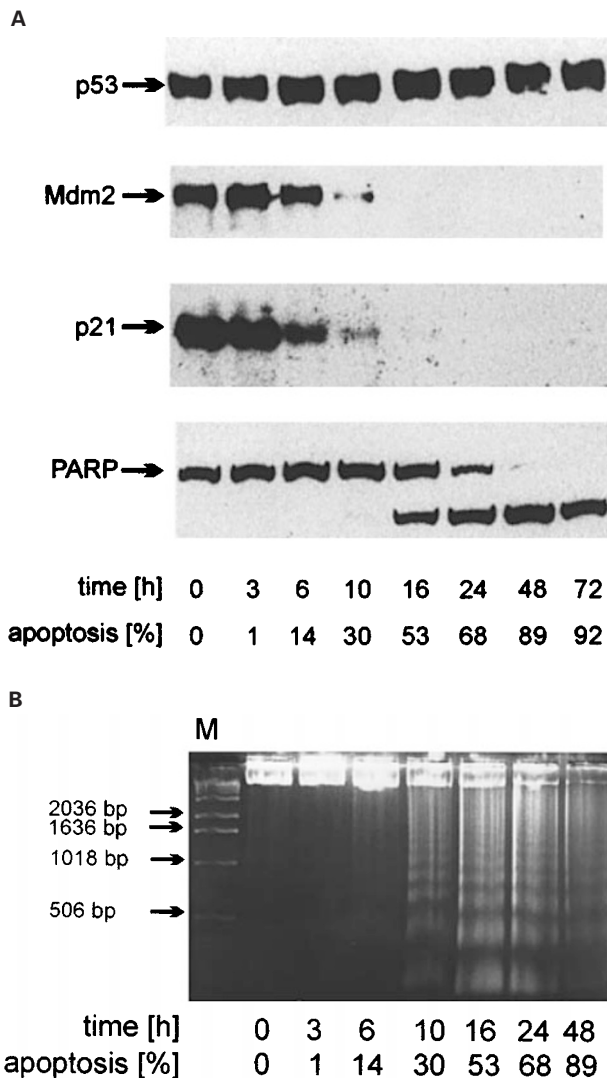 A
p53
Mdm2
p21
PARP
time [h] 0 3 6 10 16 24 48 72
apoptosis [%] 0 1 14 30 53 68 89 92
B
M
2036 bp
1636 bp
1018 bp
506 bp
time [h] 0 3 6 10 16 24 48
apoptosis [%] 0 1 14 30 53 68 89